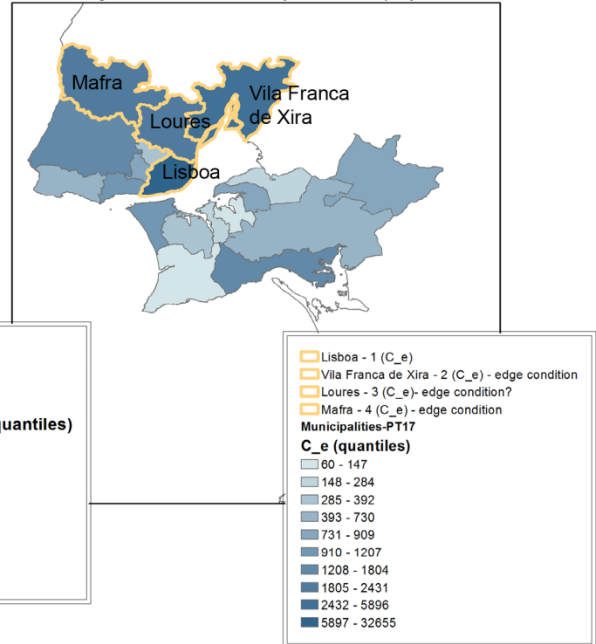 Mafra
Vila Franca
de Xira
Loures
Lisboa
uantiles)
Lisboa - 1 (C_e)
Vila Franca de Xira - 2 (C_e) - edge condition
Loures - 3 (C_e)- edge condition?
Mafra - 4 (C_e) - edge condition
Municipalities-PT17
C_e (quantiles)
60 - 147
148 - 284
285 - 392
393 - 730
731 - 909
910 - 1207
1208 - 1804
1805 - 2431
2432 - 5896
5897 - 32655